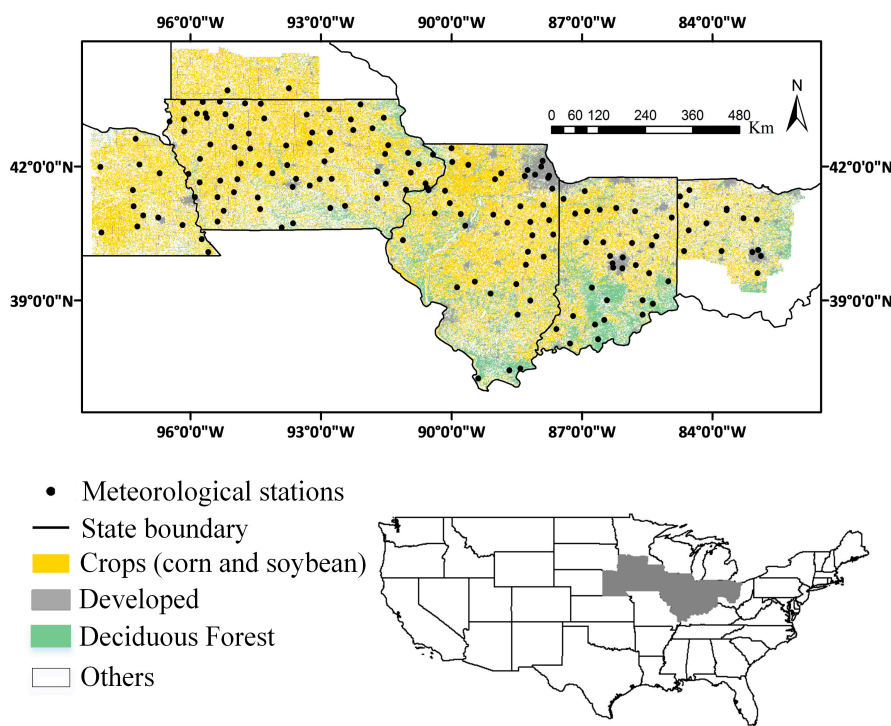 96°0'0"W 93°0'0"W 90°0'0"W 87°0'0"W 84°0'0"W
N
0 60 120 240 360 480
Km
42°0'0"N 42°0'0"N
39°0'0"N 39°0'0"N
96°0'0"W 93°0'0"W 90°0'0"W 87°0'0"W 84°0'0"W
Meteorological stations
State boundary
Crops (corn and soybean)
Developed
Deciduous Forest
Others